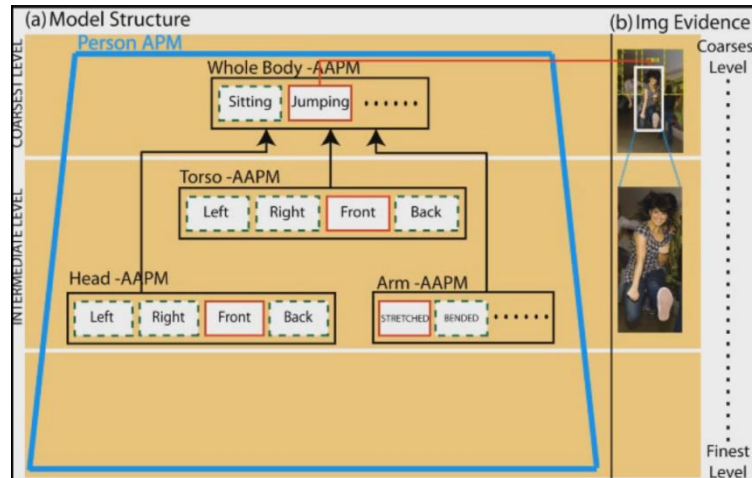 (a) Model Structure
(b) Img Evidence
Person APM
Coarses
Level
COARSEST LEVEL
Whole Body -AAPM
Sitting
Jumping
Torso -AAPM
Left
Right
Front
Back
INTERMEDIATE LEVEL
Head -AAPM
Left
Right
Front
Back
Arm -AAPM
STRETCHED
BENDED
Finest
Level